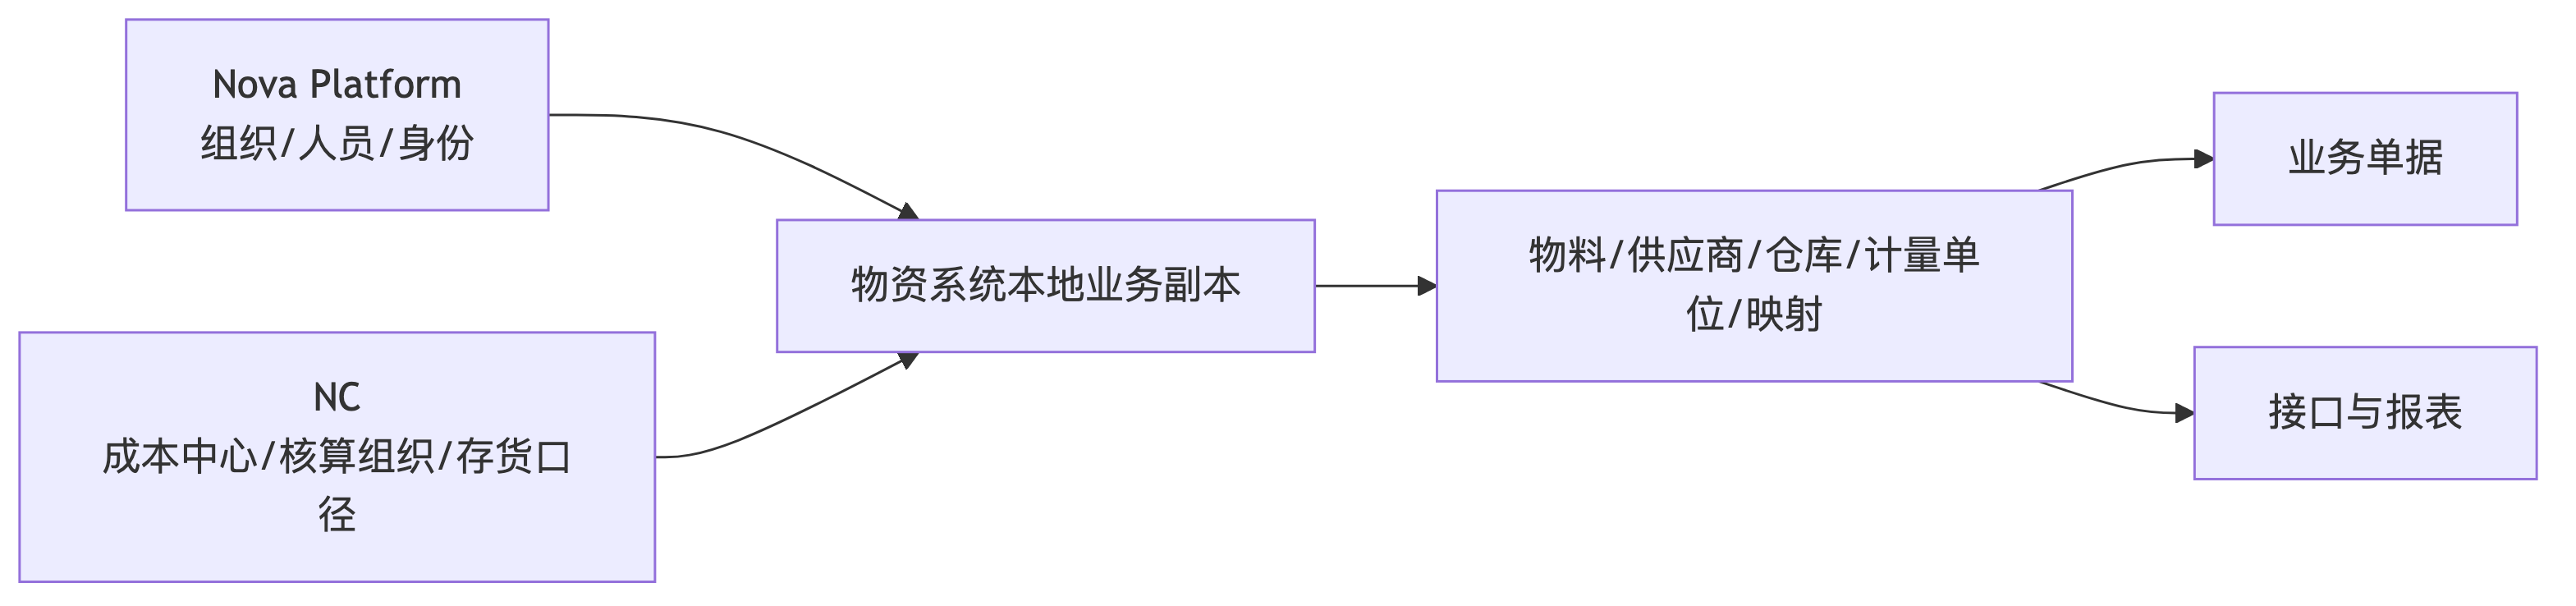 Nova Platform
组织/人员/身份
NC
成本中心/核算组织/存货口
径
物资系统本地业务副本
物料/供应商/仓库/计量单
位/映射
业务单据
接口与报表